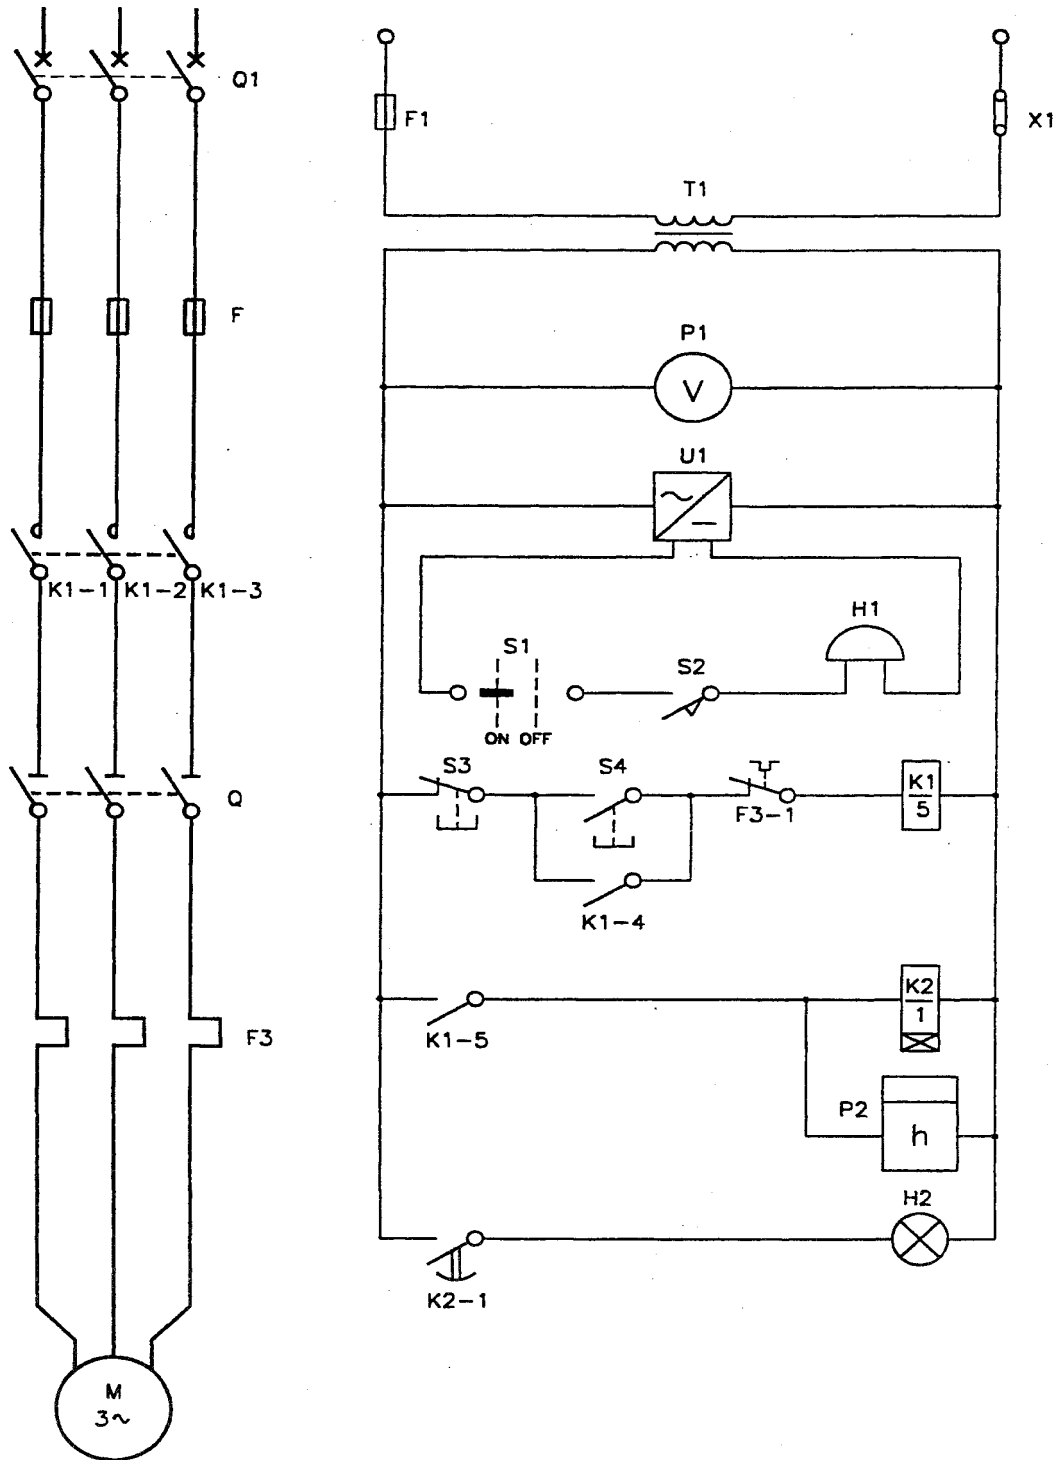 Q1
F1
X1
T1
F
P1
V
U1
K1-1
K1-2
K1-3
H1
S1
S2
ON OFF
S3
S4
K1
5
F3-1
Q
K1-4
K2
1
F3
K1-5
P2
h
H2
K2-1
M
3~